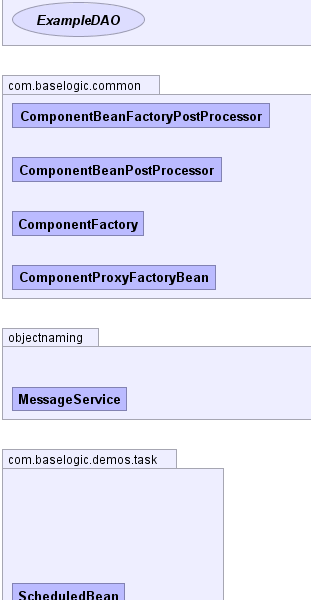 ExampleDAO
com.baselogic.common
ComponentBeanFactoryPostProcessor
ComponentBeanPostProcessor
ComponentFactory
ComponentProxyFactoryBean
objectnaming
MessageService
com.baselogic.demos.task
ScheduledBean